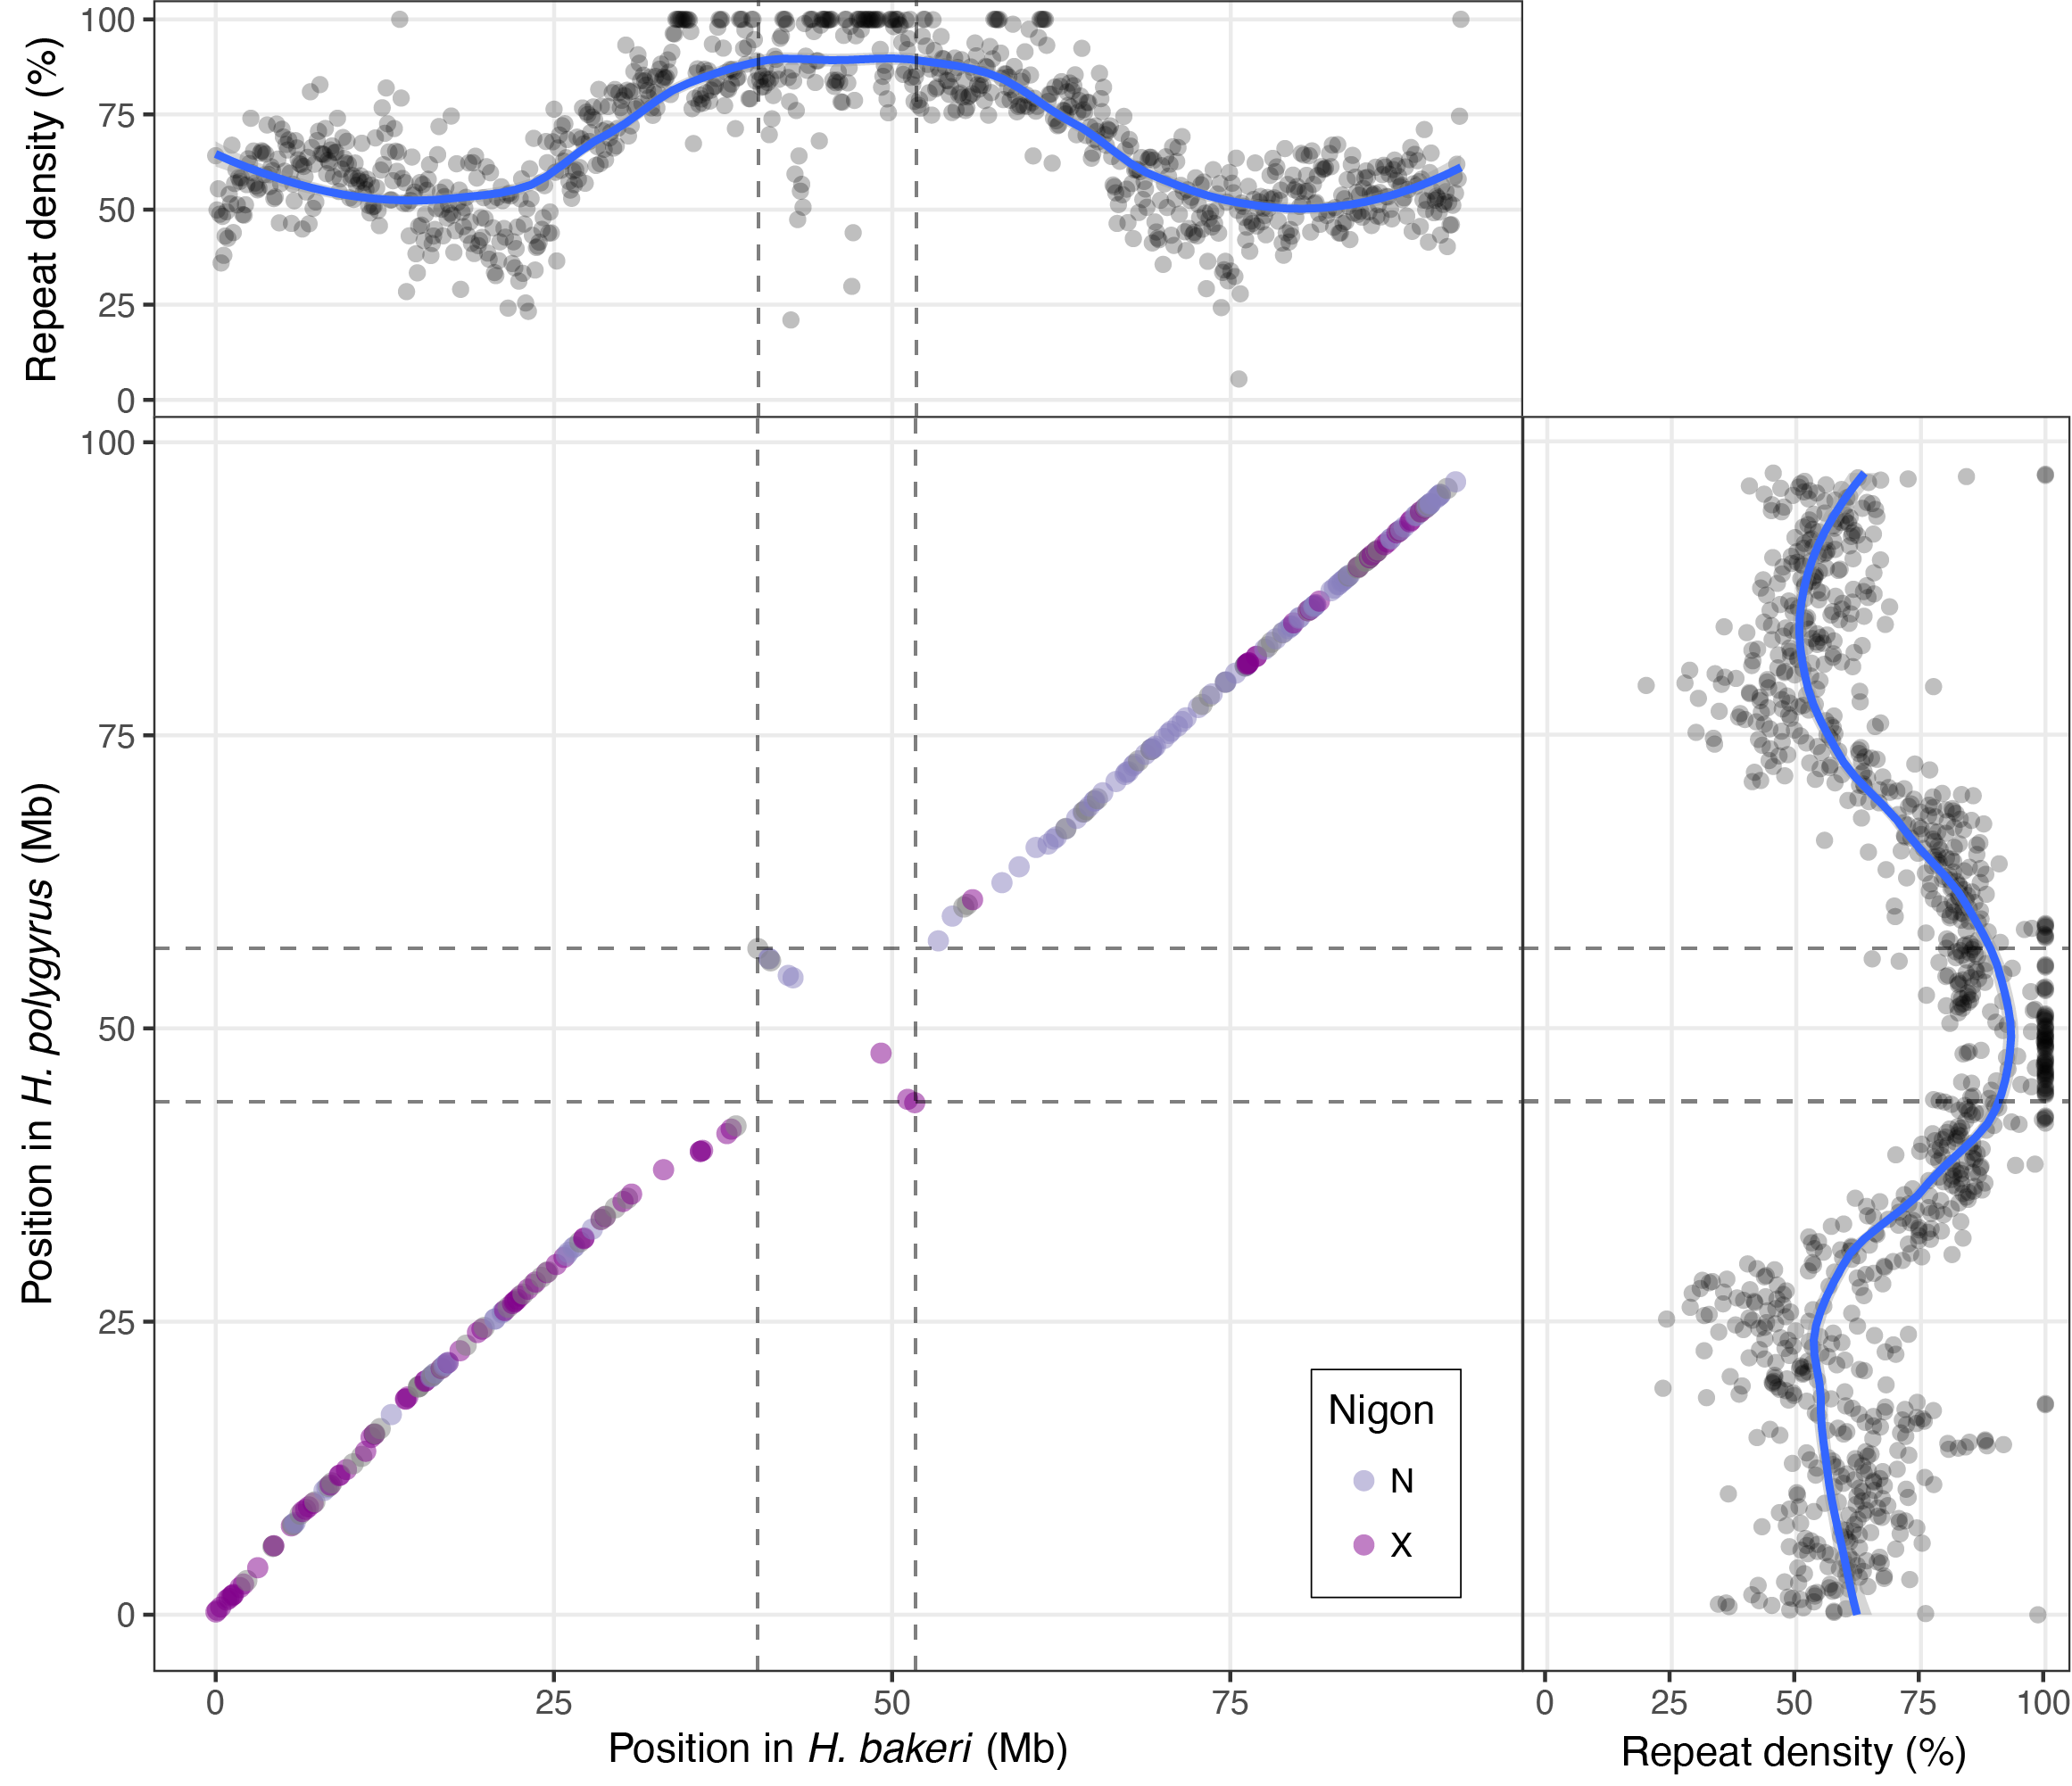 100
75
50
25
0
Repeat density (%)
100
75
50
25
0
Position in H. polygyrus (Mb)
Nigon
N
X
0 25 50 75
Position in H. bakeri (Mb)
0 25 50 75 100
Repeat density (%)